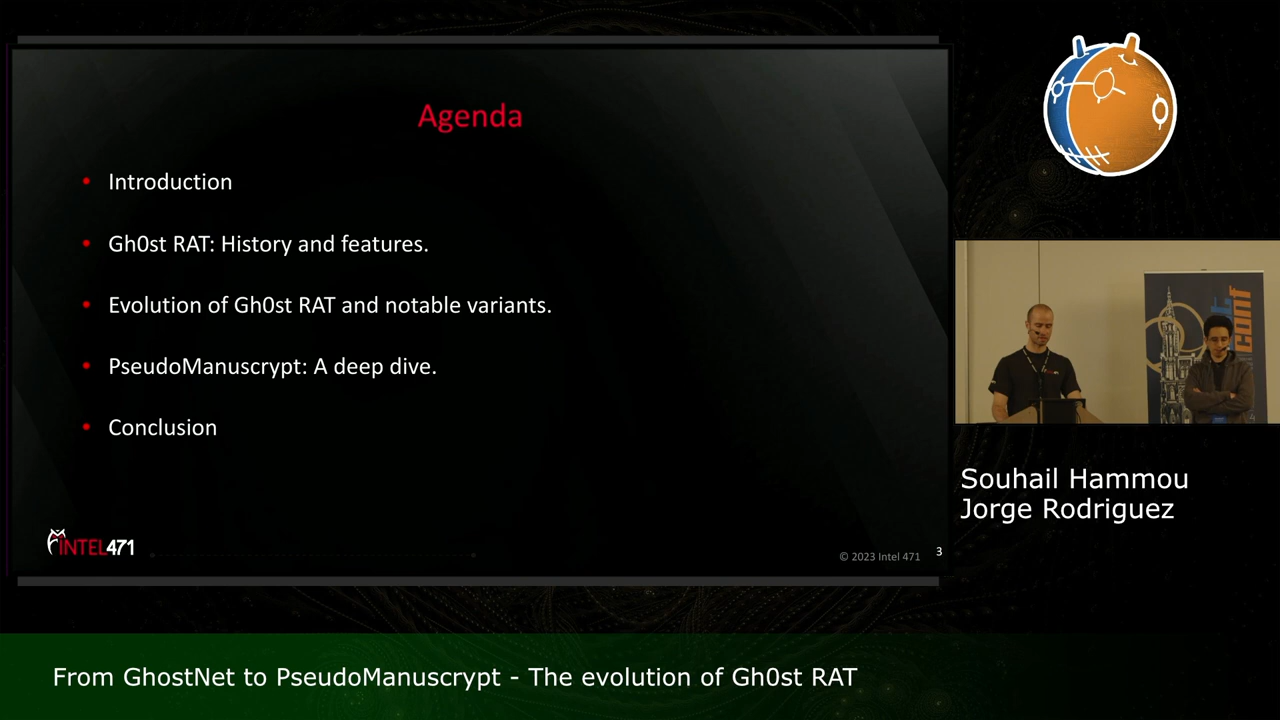 Agenda
• Introduction
• Gh0st RAT: History and features.
• Evolution of Gh0st RAT and notable variants.
• PseudoManuscrypt: A deep dive.
• Conclusion
INTEL471
© 2023 Intel 471
3
conf
Souhail Hammou
Jorge Rodriguez
From GhostNet to PseudoManuscrypt - The evolution of Gh0st RAT